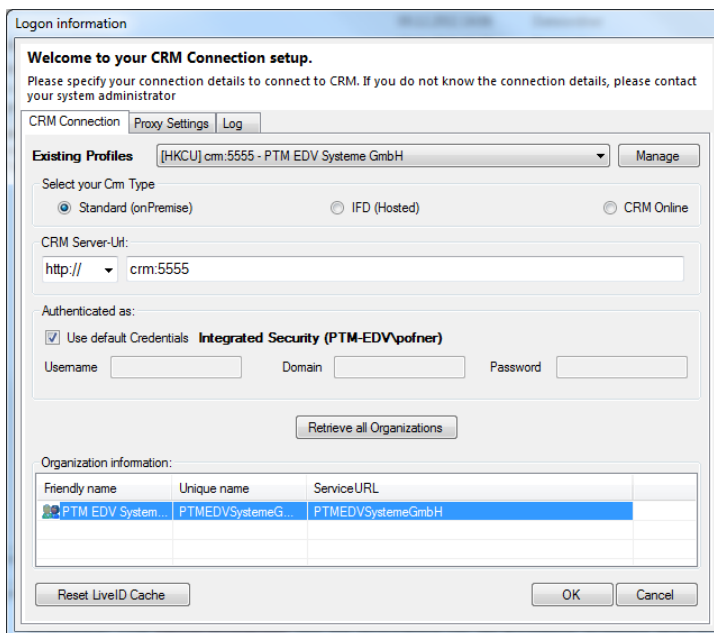 Logon information
Welcome to your CRM Connection setup.
Please specify your connection details to connect to CRM. If you do not know the connection details, please contact
your system administrator
CRM Connection Proxy Settings Log
Existing Profiles [HKCU] crm:5555 - PTM EDV Systeme GmbH Manage
Select your Crm Type
Standard (onPremise) IFD (Hosted) CRM Online
CRM Server-Url:
http:// crm:5555
Authenticated as:
Use default Credentials Integrated Security (PTM-EDV\pofner)
Username Domain Password
Retrieve all Organizations
Organization information:
Friendly name Unique name ServiceURL
PTM EDV System... PTMEDVSystemeG... PTMEDVSystemeGmbH
Reset LiveID Cache OK Cancel